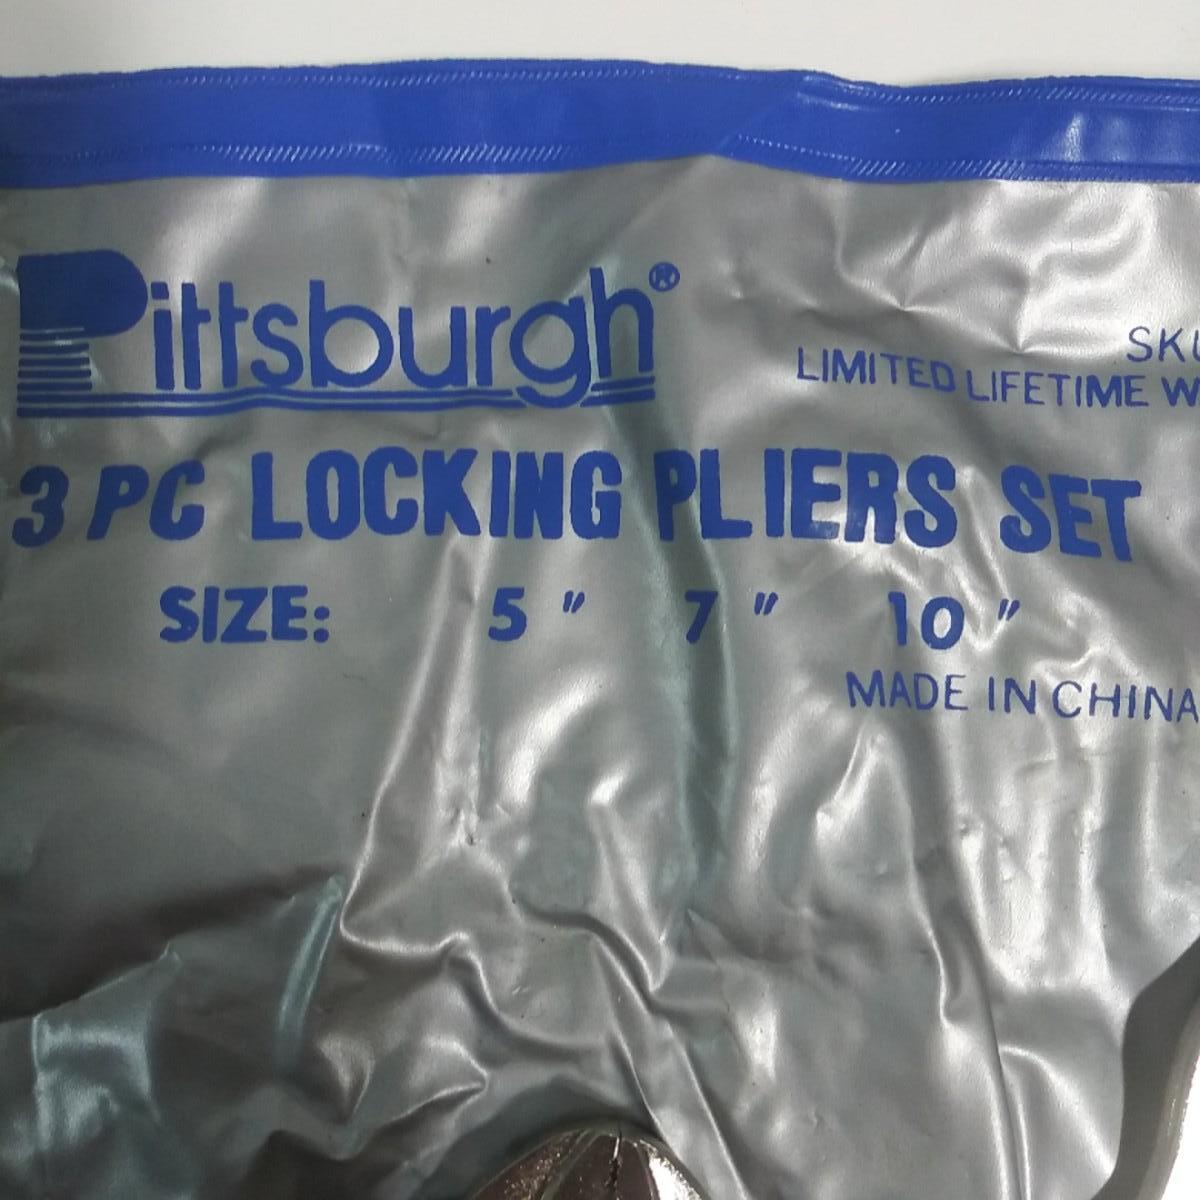 Pittsburgh®
SKU
LIMITED LIFETIME
3 PC LOCKING PLIERS SET
SIZE: 5" 7" 10"
MADE IN CHINA